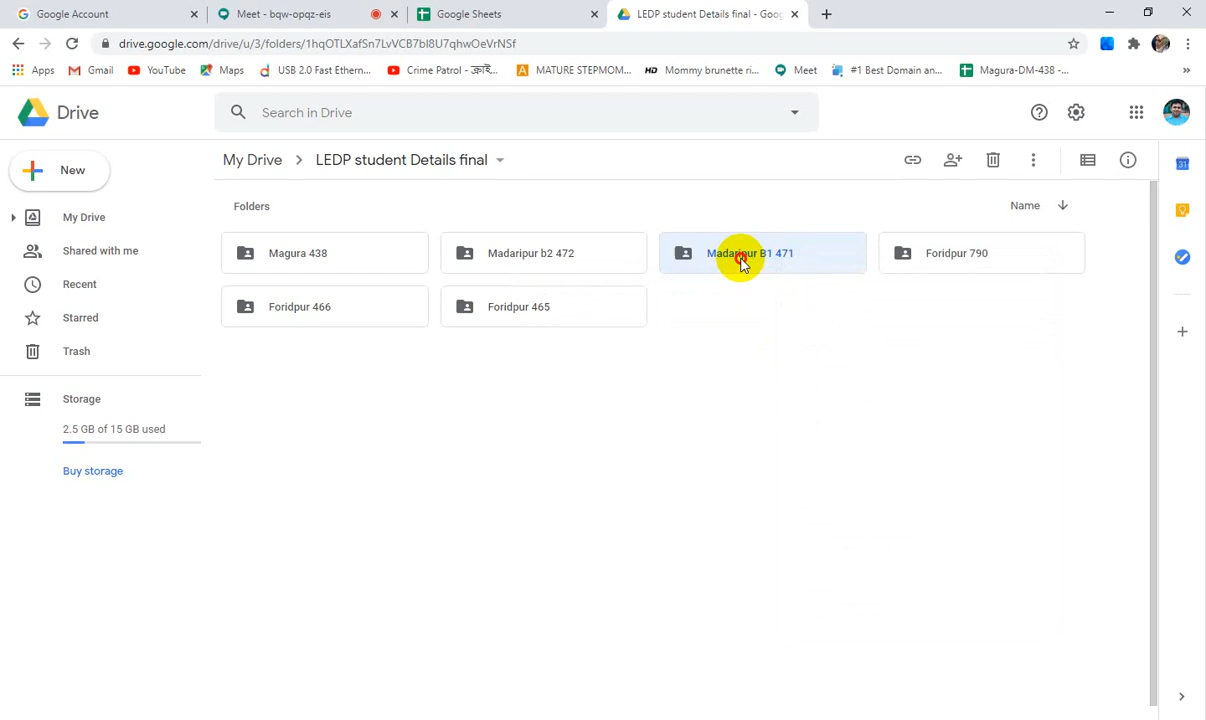 Google Account
Meet - bqw-opqz-eis
Google Sheets
LEDP student Details final - Goog
drive.google.com/drive/u/3/folders/1hqOTLXafSn7LvVCB7bI8U7qhwOeVrNSf
Apps
Gmail
YouTube
Maps
USB 2.0 Fast Ethern...
Crime Patrol - ক্রাই...
MATURE STEPMOM...
HD Mommy brunette ri...
Meet
#1 Best Domain an...
Magura-DM-438 -...
Drive
Search in Drive
New
My Drive
Shared with me
Recent
Starred
Trash
Storage
2.5 GB of 15 GB used
Buy storage
My Drive > LEDP student Details final
Folders
Name
Magura 438
Madaripur b2 472
Madaripur B1 471
Foridpur 790
Foridpur 466
Foridpur 465
31